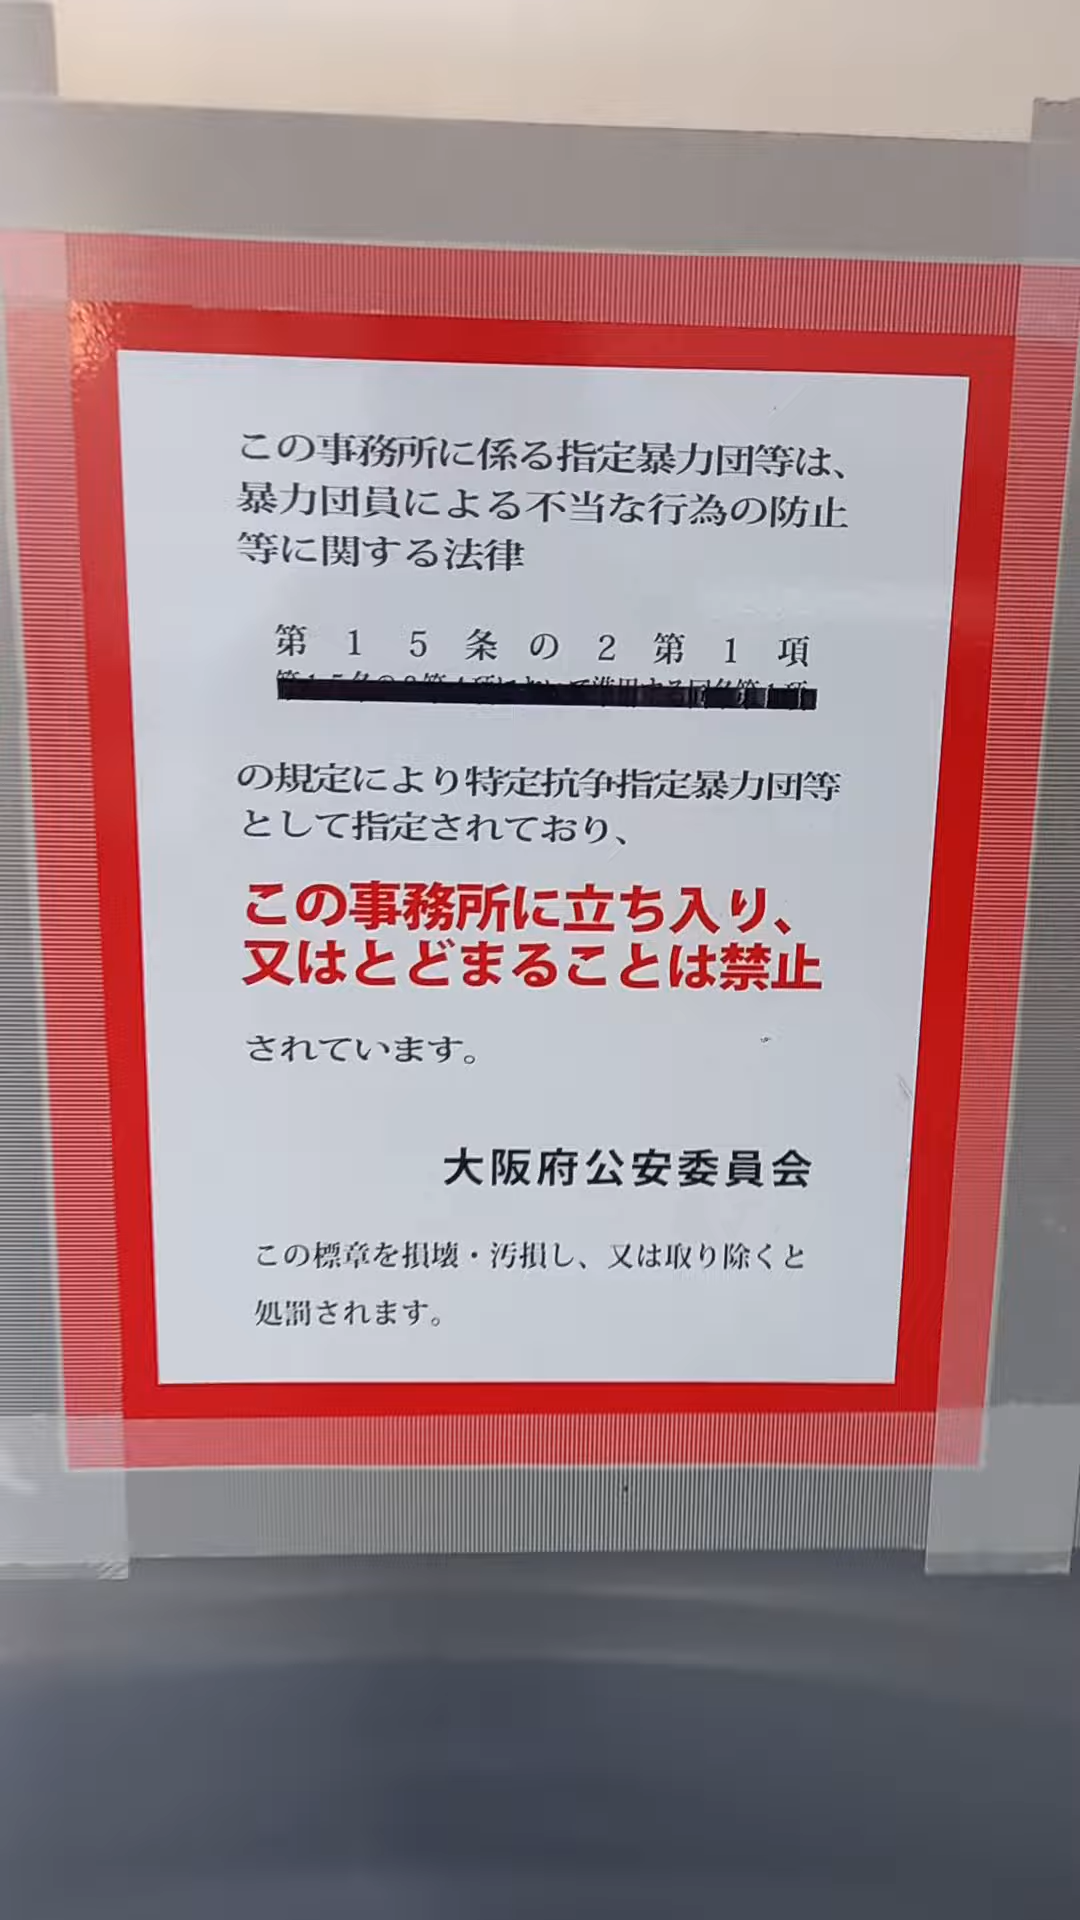 この事務所に係る指定暴力団等は、
暴力団員による不当な行為の防止
等に関する法律
第15条の2第1項
の規定により特定抗争指定暴力団等
として指定されており、
この事務所に立ち入り、
又はとどまることは禁止
されています。
大阪府公安委員会
この標章を損壊・汚損し、又は取り除くと
処罰されます。